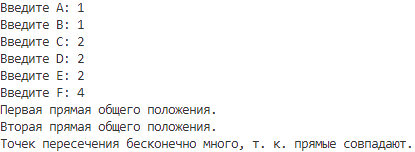 Введите A: 1
Введите B: 1
Введите C: 2
Введите D: 2
Введите E: 2
Введите F: 4
Первая прямая общего положения.
Вторая прямая общего положения.
Точек пересечения бесконечно много, т. к. прямые совпадают.